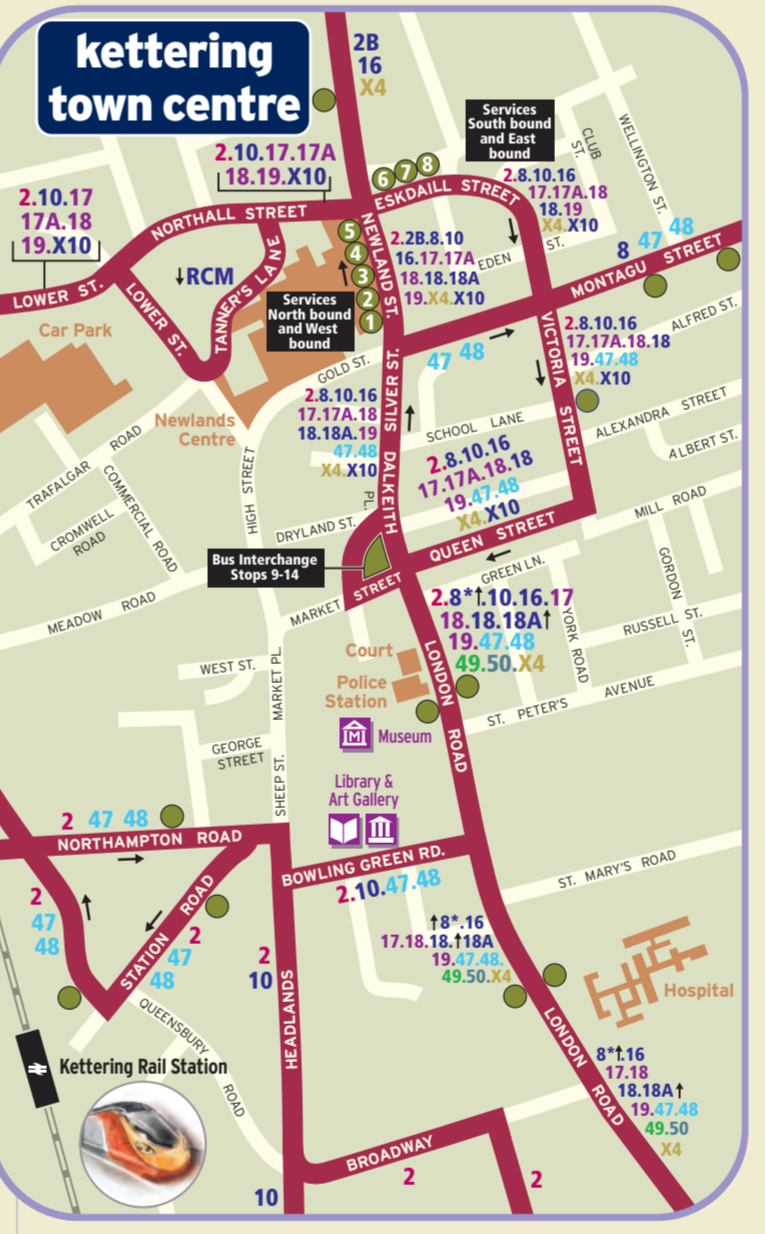 kettering
town centre
2B
16
X4
Services
South bound
and East
bound
CLUB
ST.
WELLINGTON ST.
2.10.17.17A
18.19.X10
6 7 8
2.8.10.16
17.17A.18
18.19
X4.X10
2.10.17
17A.18
19.X10
NORTHALL STREET
ESKDAILL STREET
NEWLAND ST.
5
4
3
2
1
2.2B.8.10
16.17.17A
18.18.18A
19.X4.X10
EDEN
ST.
8 47 48
MONTAGU STREET
LOWER ST.
LOWER ST.
↓RCM
TANNER'S LANE
Services
North bound
and West
bound
Car Park
GOLD ST.
47 48
VICTORIA STREET
2.8.10.16
17.17A.18.18
19.47.48
X4.X10
ALFRED ST.
Newlands
Centre
2.8.10.16
17.17A.18
18.18A.19
47.48
X4.X10
SILVER ST.
DALKEITH
PL.
SCHOOL LANE
ALEXANDRA STREET
ALBERT ST.
2.8.10.16
17.17A.18.18
19.47.48
X4.X10
TRAFALGAR ROAD
COMMERCIAL ROAD
CROMWELL
ROAD
HIGH STREET
DRYLAND ST.
QUEEN STREET
MILL ROAD
Bus Interchange
Stops 9-14
MARKET STREET
GREEN LN.
GORDON ST.
MEADOW ROAD
2.8*↑.10.16.17
18.18.18A↑
19.47.48
49.50.X4
YORK ROAD
RUSSELL ST.
Court
Police
Station
LONDON ROAD
WEST ST.
MARKET PL.
ST. PETER'S AVENUE
M
Museum
GEORGE
STREET
SHEEP ST.
Library &
Art Gallery
2 47 48
NORTHAMPTON ROAD
BOWLING GREEN RD.
2.10.47.48
ST. MARY'S ROAD
2
47
48
STATION ROAD
2
47
48
2
10
HEADLANDS
↑8*.16
17.18.18.↑18A
19.47.48.
49.50.X4
Hospital
QUEENSBURY
ROAD
LONDON ROAD
8*↑.16
17.18
18.18A↑
19.47.48
49.50
X4
Kettering Rail Station
BROADWAY
2
2
10